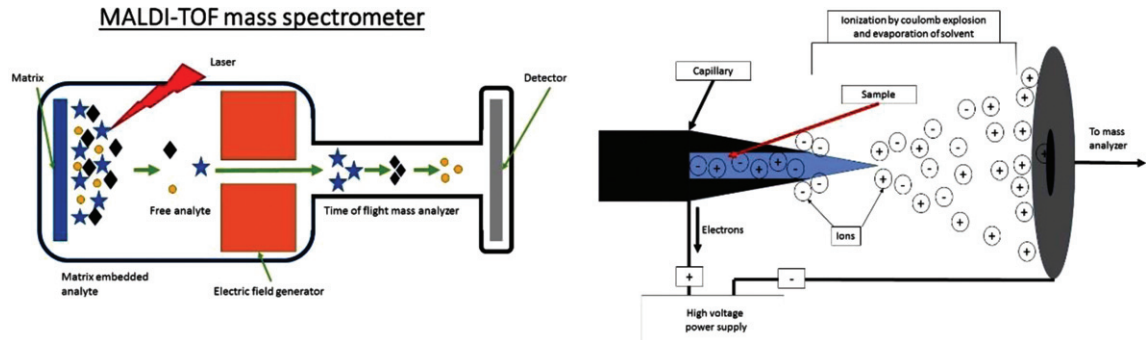 MALDI-TOF mass spectrometer
Matrix
Laser
Detector
Free analyte
Time of flight mass analyzer
Matrix embedded
analyte
Electric field generator
Ionization by coulomb explosion
and evaporation of solvent
Capillary
Sample
To mass
analyzer
Electrons
Ions
+
-
High voltage
power supply